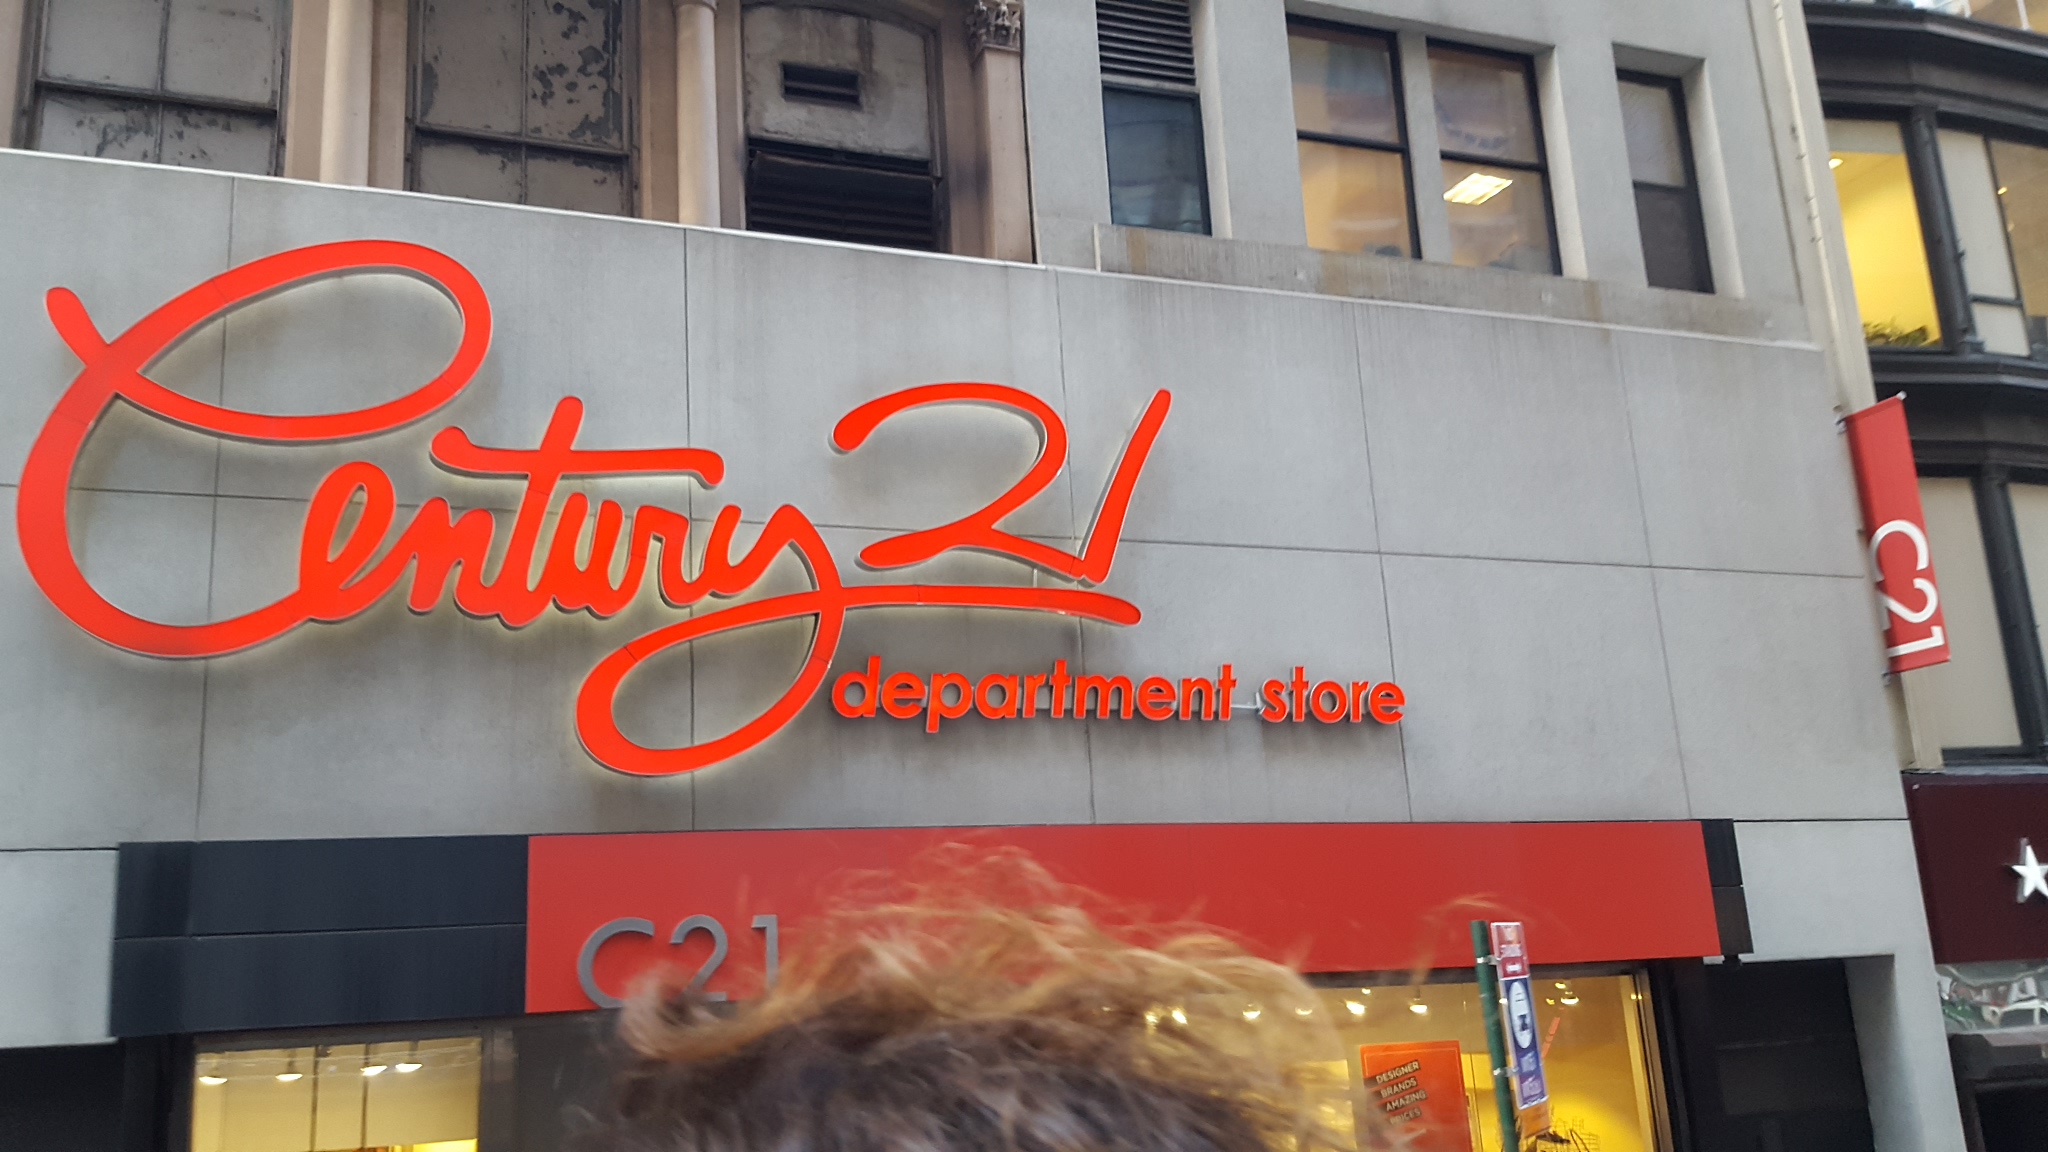 Century 21
department store
C21
C21
DESIGNER
BRANDS
AMAZING
PRICES